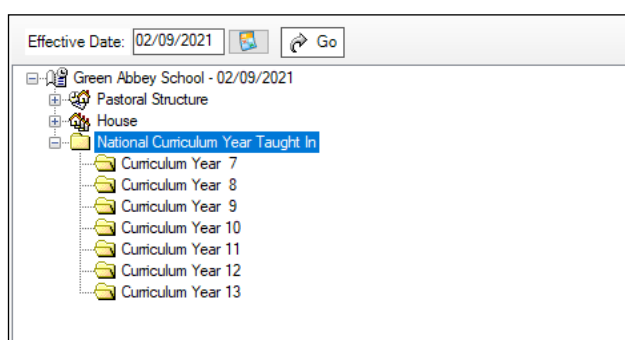 Effective Date: 02/09/2021 Go
Green Abbey School - 02/09/2021
Pastoral Structure
House
National Curriculum Year Taught In
Curriculum Year 7
Curriculum Year 8
Curriculum Year 9
Curriculum Year 10
Curriculum Year 11
Curriculum Year 12
Curriculum Year 13